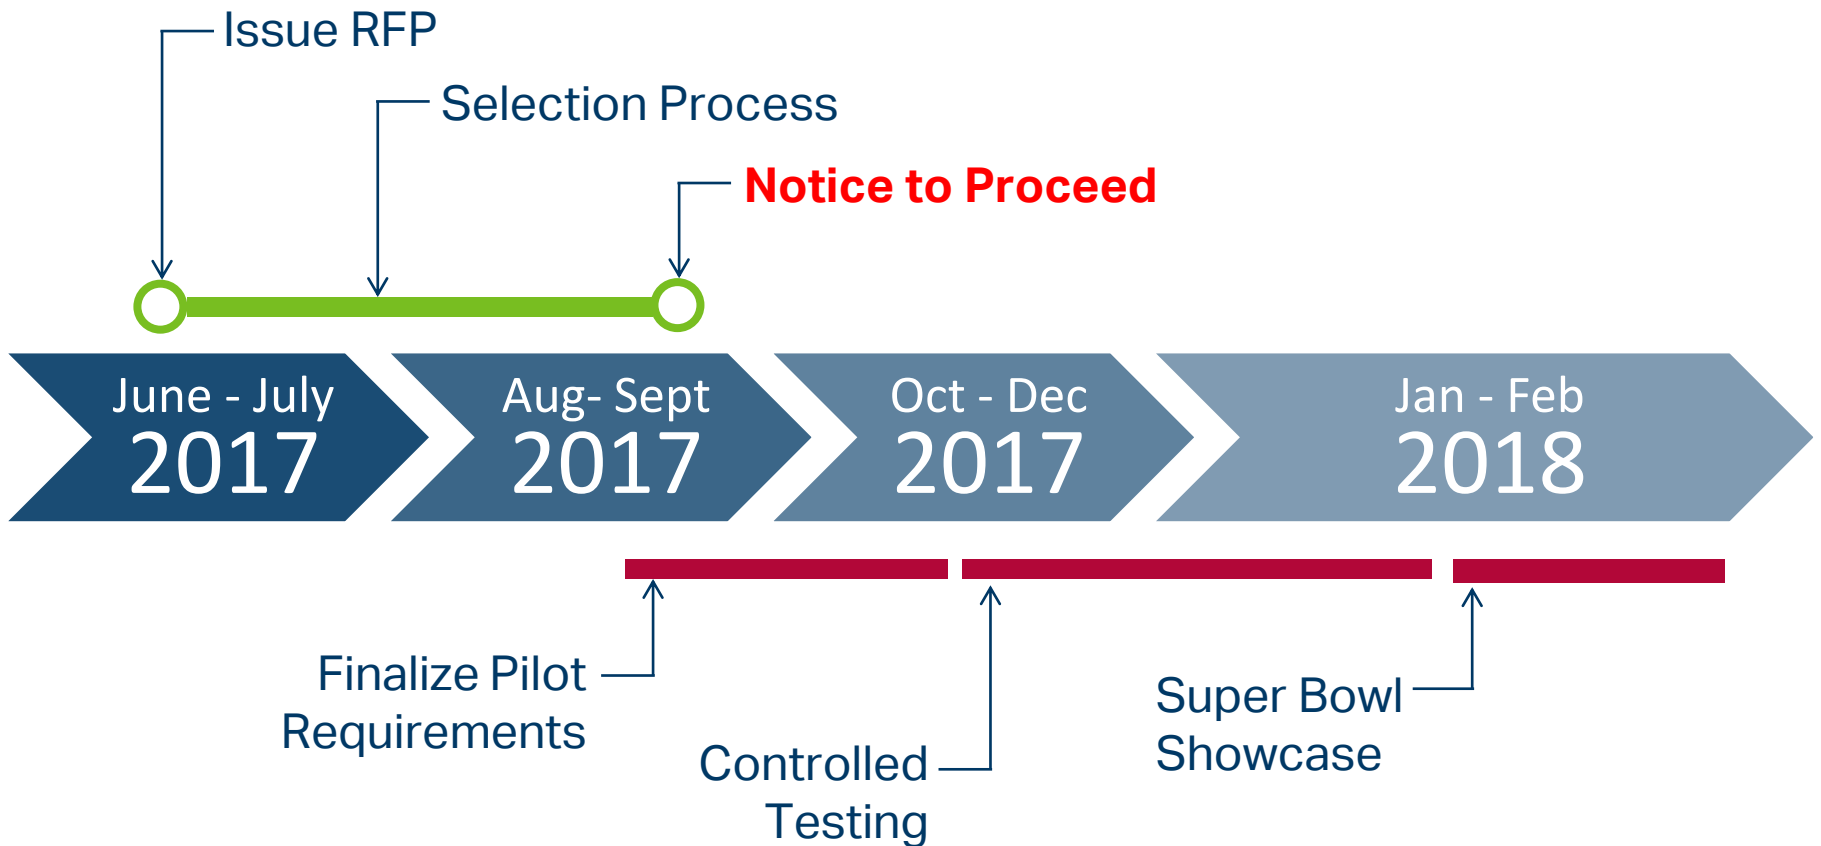 Issue RFP
Selection Process
Notice to Proceed
June - July
2017
Aug- Sept
2017
Oct - Dec
2017
Jan - Feb
2018
Finalize Pilot
Requirements
Controlled
Testing
Super Bowl
Showcase